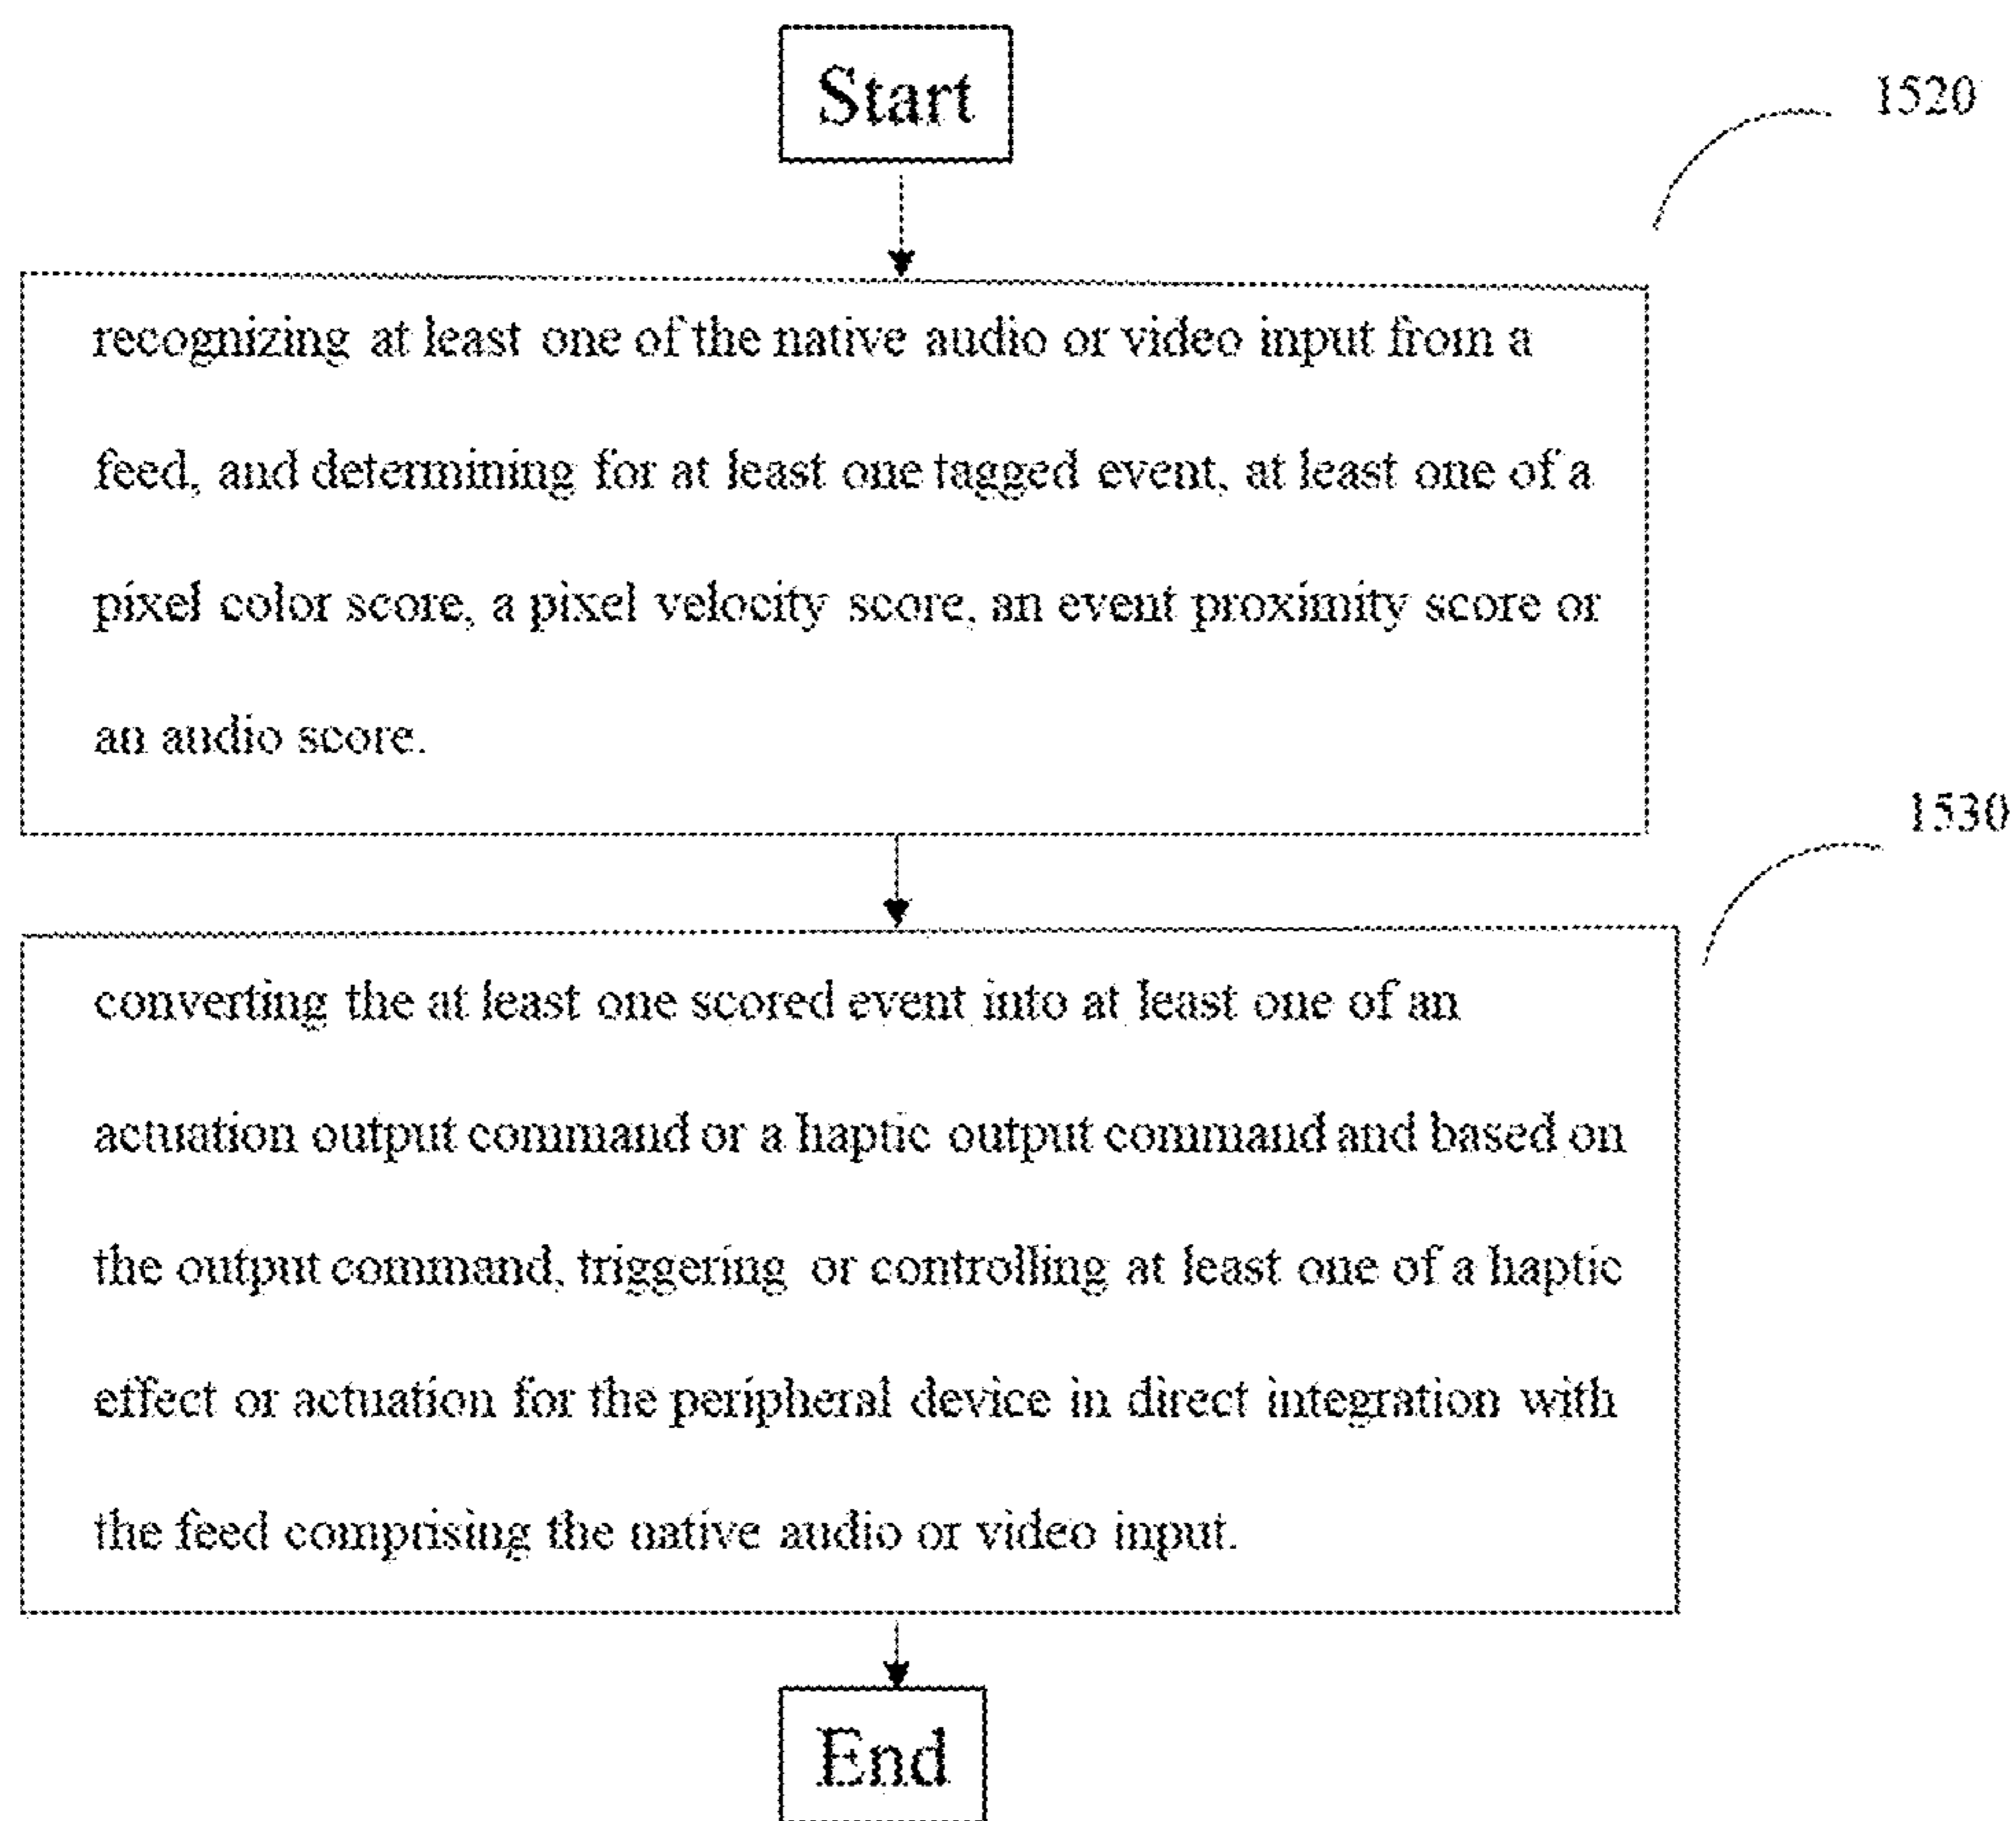 Start
1520
recognizing at least one of the native audio or video input from a
feed, and determining for at least one tagged event, at least one of a
pixel color score, a pixel velocity score, an event proximity score or
an audio score.
1530
converting the at least one scored event into at least one of an
actuation output command or a haptic output command and based on
the output command, triggering or controlling at least one of a haptic
effect or actuation for the peripheral device in direct integration with
the feed comprising the native audio or video input.
End